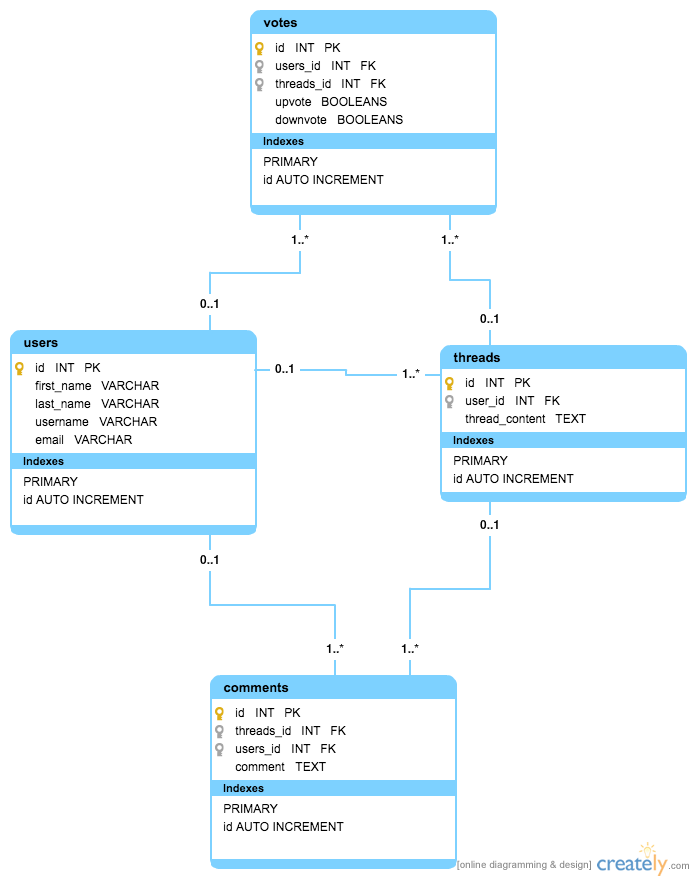 votes
id INT PK
users_id INT FK
threads_id INT FK
upvote BOOLEANS
downvote BOOLEANS
Indexes
PRIMARY
id AUTO INCREMENT
1..*
1..*
0..1
0..1
users
id INT PK
first_name VARCHAR
last_name VARCHAR
username VARCHAR
email VARCHAR
Indexes
PRIMARY
id AUTO INCREMENT
0..1
1..*
threads
id INT PK
user_id INT FK
thread_content TEXT
Indexes
PRIMARY
id AUTO INCREMENT
0..1
0..1
1..*
1..*
comments
id INT PK
threads_id INT FK
users_id INT FK
comment TEXT
Indexes
PRIMARY
id AUTO INCREMENT
[online diagramming & design] creately.com